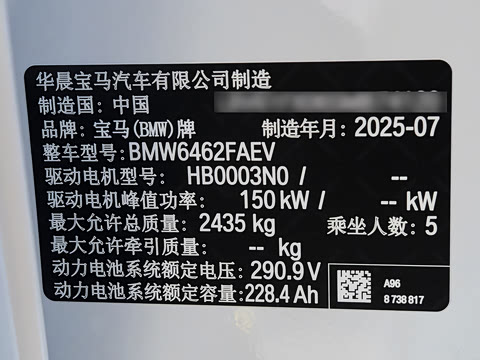 华晨宝马汽车有限公司制造
制造国: 中国
品牌: 宝马(BMW)牌 制造年月: 2025-07
整车型号: BMW6462FAEV
驱动电机型号: HB0003N0 / --
驱动电机峰值功率: 150 kW / -- kW
最大允许总质量: 2435 kg 乘坐人数: 5
最大允许牵引质量: -- kg
动力电池系统额定电压: 290.9 V
动力电池系统额定容量: 228.4 Ah
A96
8 738 817